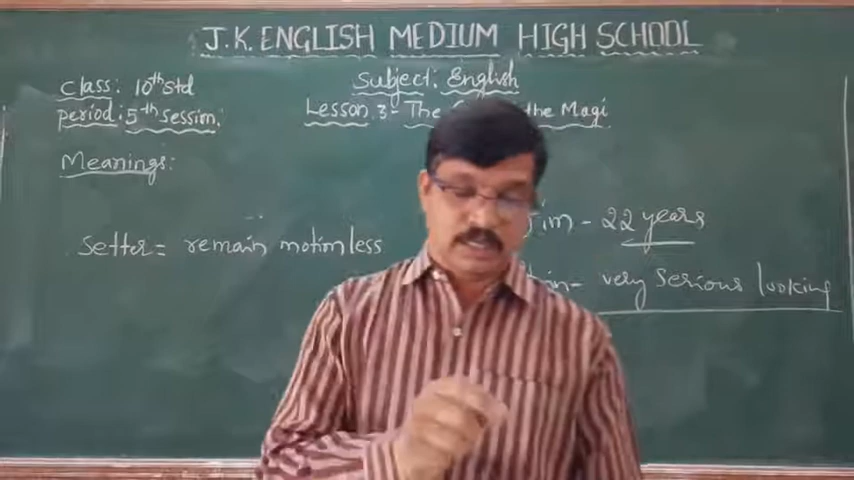 J.K ENGLISH MEDIUM HIGH SCHOOL
Class: 10th std
Subject: English
Period: 5th Session.
Lesson. 3- The the Magi
Meanings:
Jim - 22 years
Setter= remain motionless
very serious looking